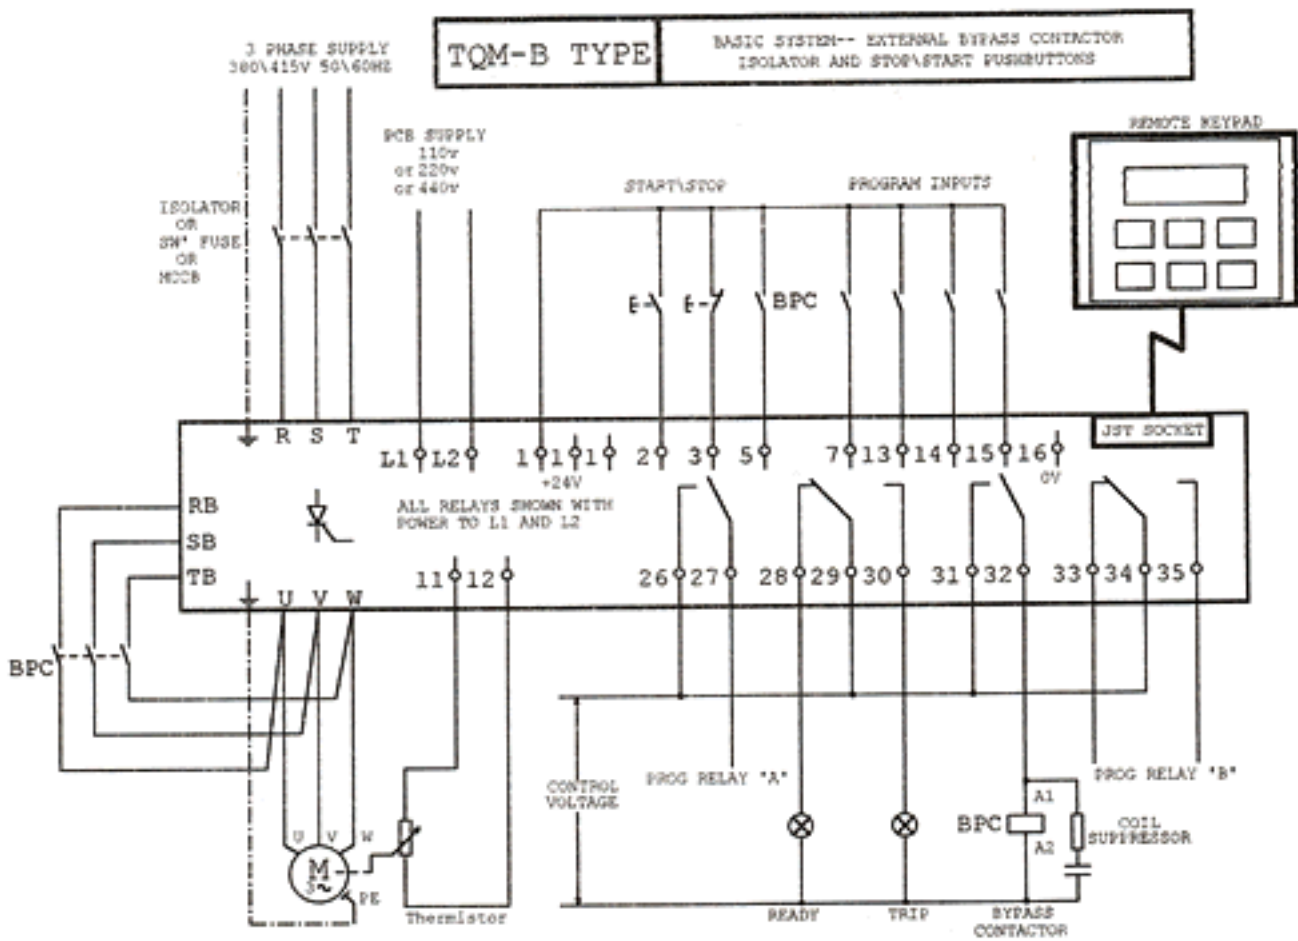 TQM-B TYPE
BASIC SYSTEM-- EXTERNAL BYPASS CONTACTOR
ISOLATOR AND STOP\START PUSHBUTTONS
3 PHASE SUPPLY
380\415V 50\60HZ
PCB SUPPLY
110v
or 220v
or 440v
START\STOP
PROGRAM INPUTS
REMOTE KEYPAD
ISOLATOR
OR
SW' FUSE
OR
MCCB
BPC
R S T
L1 L2 1 1 1 2 3 5 7 13 14 15 16
+24V
0V
JST SOCKET
ALL RELAYS SHOWN WITH
POWER TO L1 AND L2
RB
SB
TB
U V W
11 12 26 27 28 29 30 31 32 33 34 35
BPC
CONTROL
VOLTAGE
PROG RELAY "A"
PROG RELAY "B"
A1
BPC
A2
COIL
SUPPRESSOR
U V W
M
3~
PE
Thermistor
READY
TRIP
BYPASS
CONTACTOR